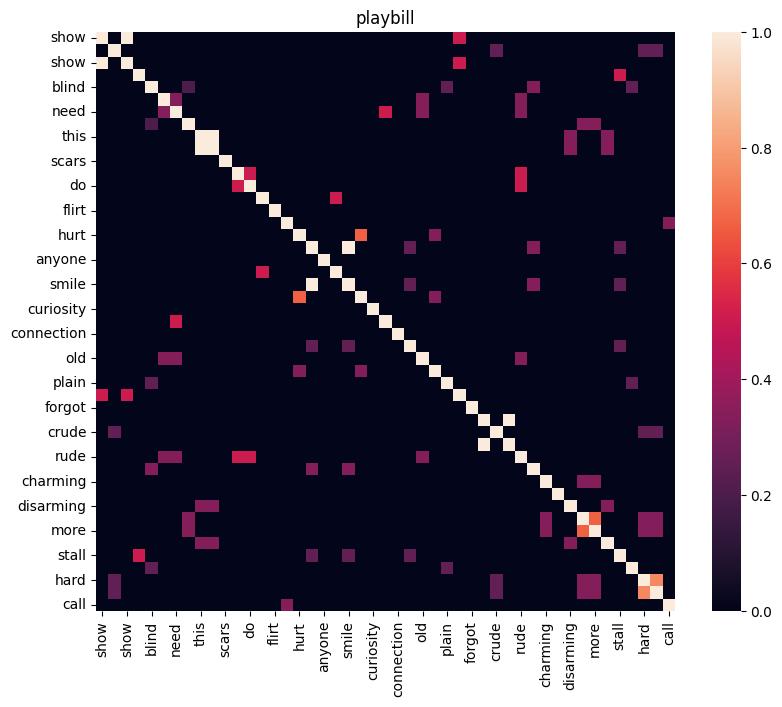 playbill
show
show
blind
need
this
scars
do
flirt
hurt
anyone
smile
curiosity
connection
old
plain
forgot
crude
rude
charming
disarming
more
stall
hard
call
show
show
blind
need
this
scars
do
flirt
hurt
anyone
smile
curiosity
connection
old
plain
forgot
crude
rude
charming
disarming
more
stall
hard
call
1.0
0.8
0.6
0.4
0.2
0.0